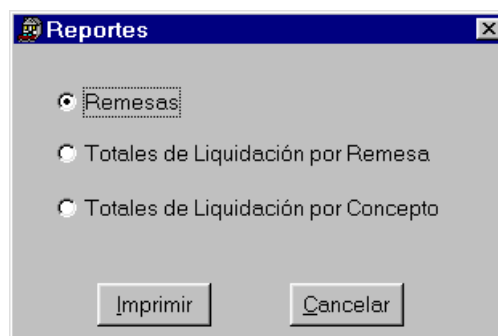 Reportes
Remesas
Totales de Liquidación por Remesa
Totales de Liquidación por Concepto
Imprimir
Cancelar